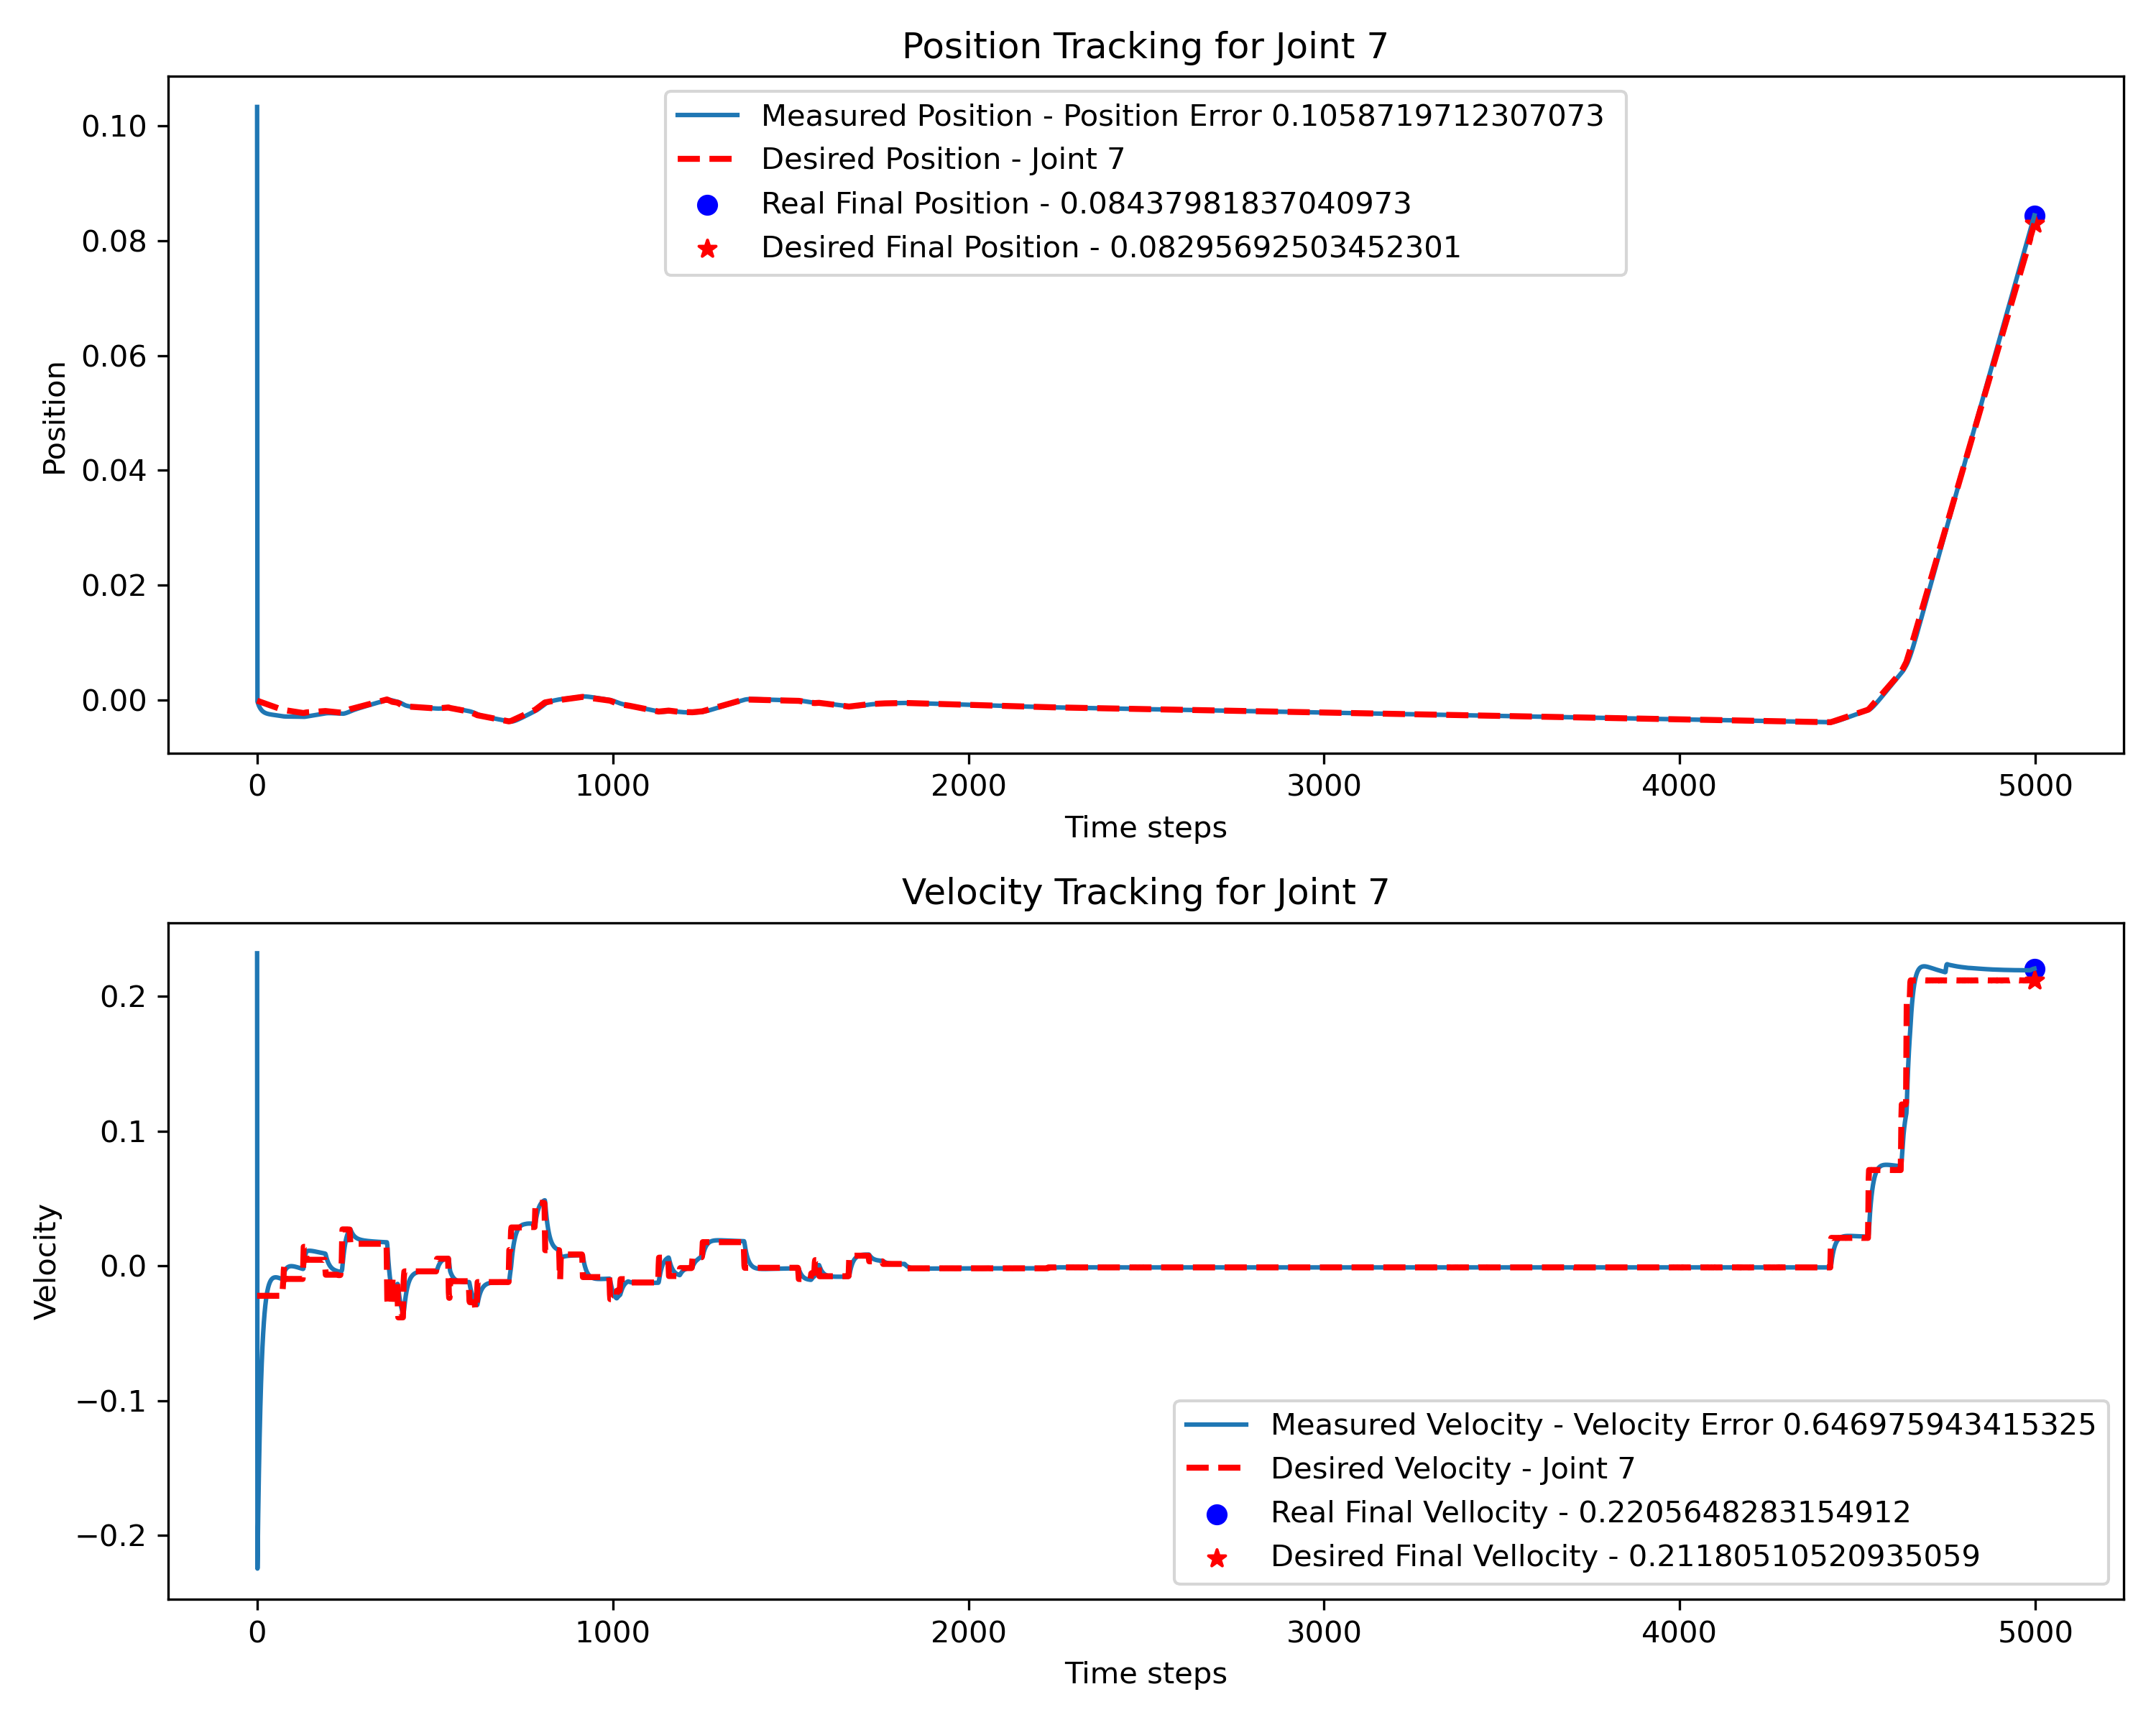 Position Tracking for Joint 7
Measured Position - Position Error 0.1058719712307073
Desired Position - Joint 7
Real Final Position - 0.08437981837040973
Desired Final Position - 0.08295692503452301
0.10
0.08
0.06
0.04
0.02
0.00
Position
0 1000 2000 3000 4000 5000
Time steps
Velocity Tracking for Joint 7
0.2
0.1
0.0
−0.1
−0.2
Velocity
Measured Velocity - Velocity Error 0.646975943415325
Desired Velocity - Joint 7
Real Final Vellocity - 0.2205648283154912
Desired Final Vellocity - 0.21180510520935059
0 1000 2000 3000 4000 5000
Time steps